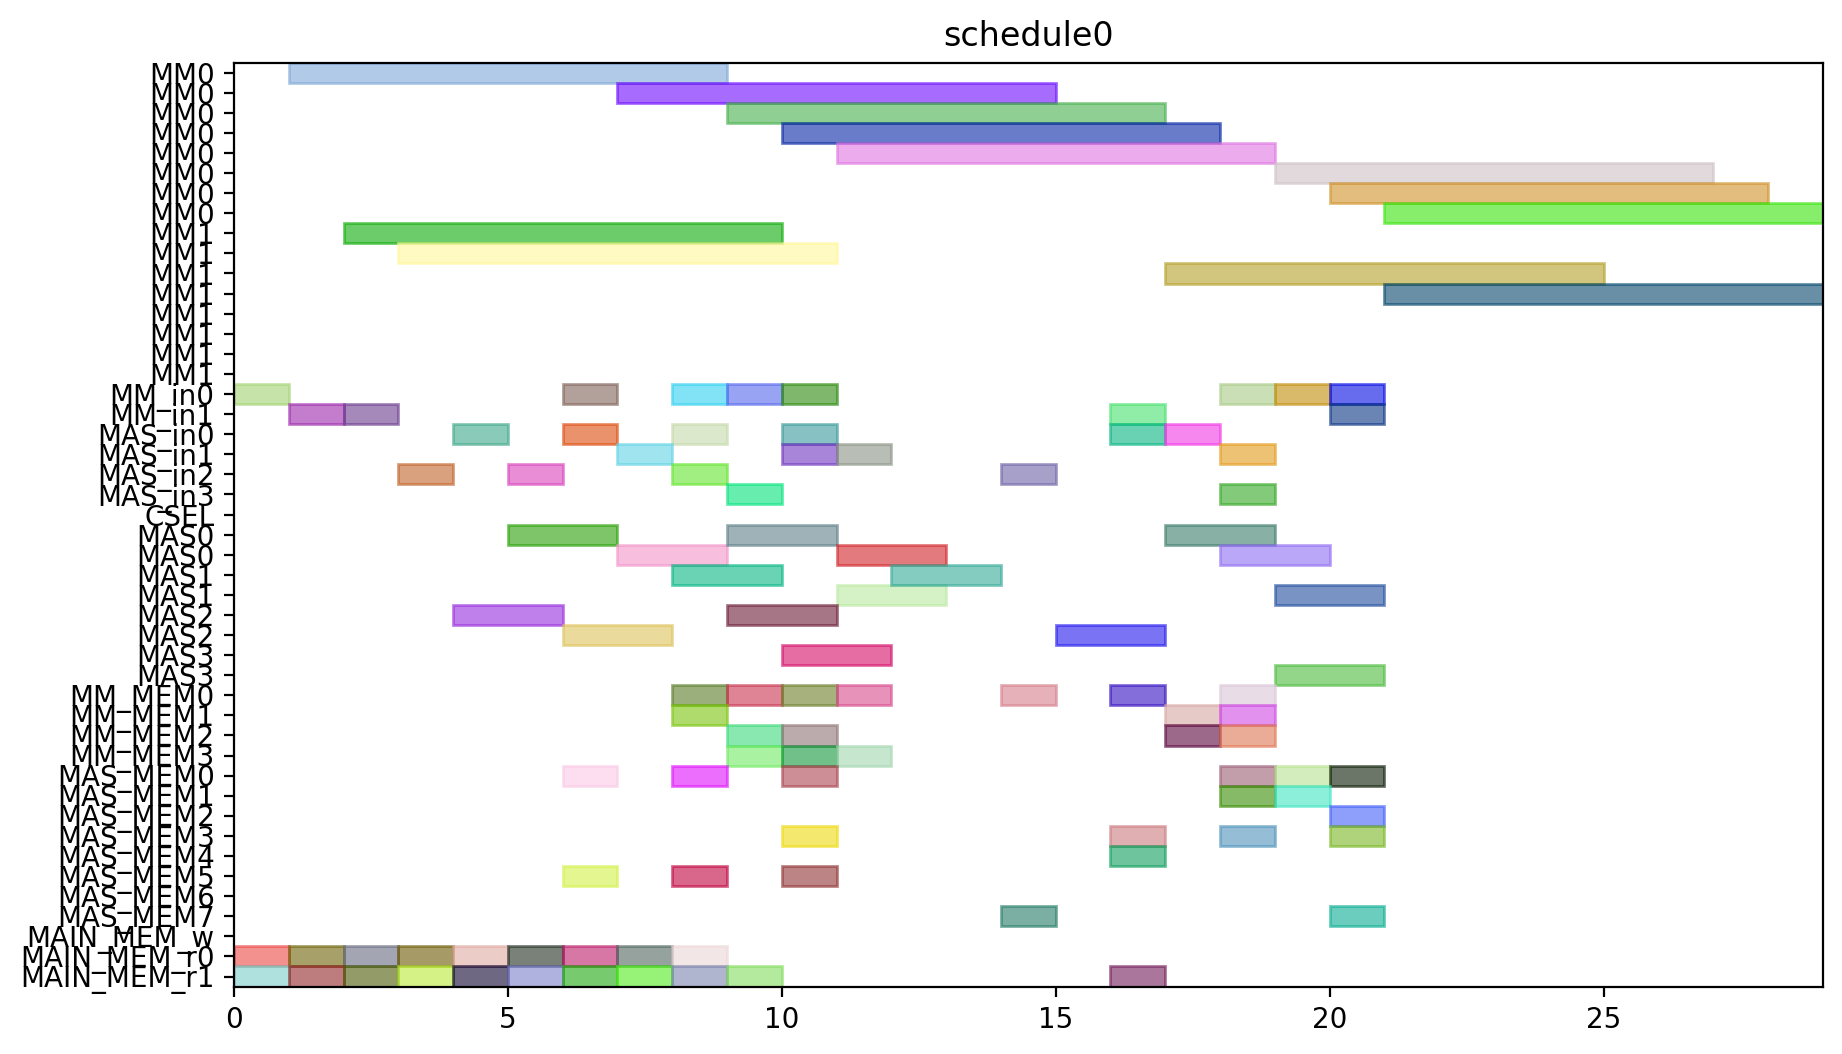 schedule0
MM0
MM0
MM0
MM0
MM0
MM0
MM0
MM0
MM1
MM1
MM1
MM1
MM1
MM1
MM1
MM1
MM_in0
MM_in1
MAS_in0
MAS_in1
MAS_in2
MAS_in3
CSEL
MAS0
MAS0
MAS1
MAS1
MAS2
MAS2
MAS3
MAS3
MM_MEM0
MM_MEM1
MM_MEM2
MM_MEM3
MAS_MEM0
MAS_MEM1
MAS_MEM2
MAS_MEM3
MAS_MEM4
MAS_MEM5
MAS_MEM6
MAS_MEM7
MAIN_MEM_w
MAIN_MEM_r0
MAIN_MEM_r1
0 5 10 15 20 25